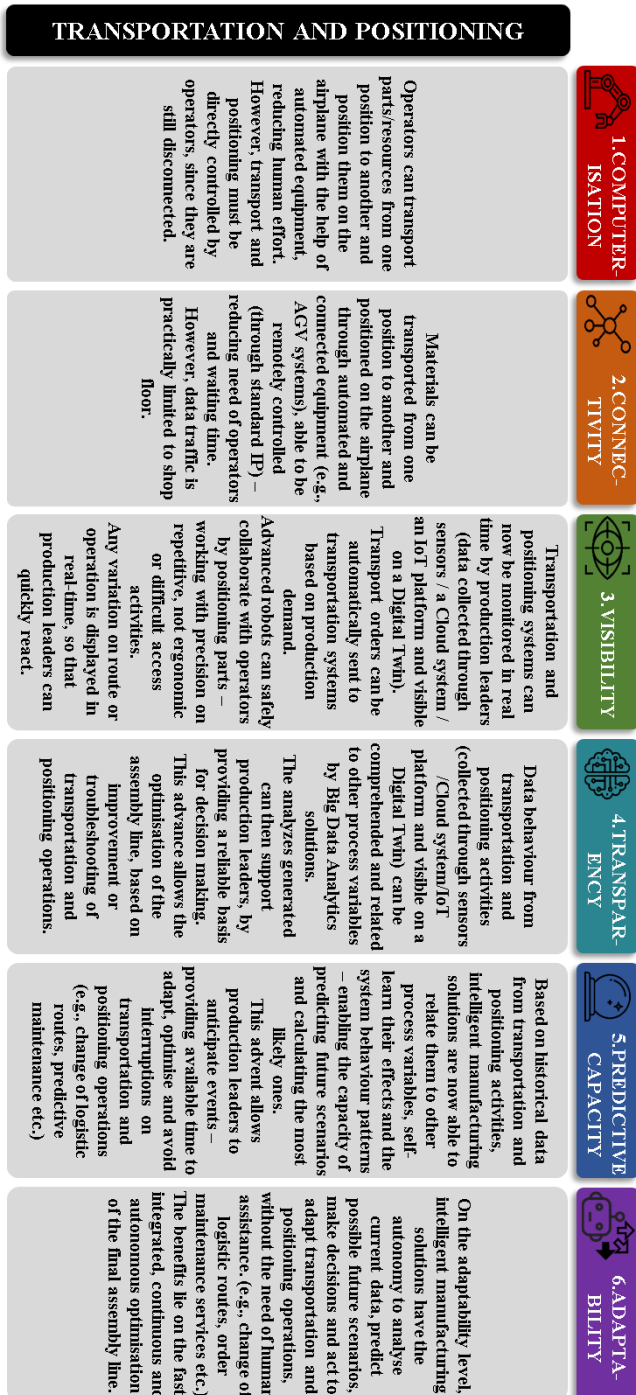 TRANSPORTATION AND POSITIONING
1.COMPUTER-
ISATION
Operators can transport
parts/resources from one
position to another and
position them on the
airplane with the help of
automated equipment,
reducing human effort.
However, transport and
positioning must be
directly controlled by
operators, since they are
still disconnected.
2.CONNEC-
TIVITY
Materials can be
transported from one
position to another and
positioned on the airplane
through automated and
connected equipment (e.g.,
AGV systems), able to be
remotely controlled
(through standard IP) –
reducing need of operators
and waiting time.
However, data traffic is
practically limited to shop
floor.
3.VISIBILITY
Transportation and
positioning systems can
now be monitored in real
time by production leaders
(data collected through
sensors / a Cloud system /
an IoT platform and visible
on a Digital Twin).
Transport orders can be
automatically sent to
transportation systems
based on production
demand.
Advanced robots can safely
collaborate with operators
by positioning parts –
working with precision on
repetitive, not ergonomic
or difficult access
activities.
Any variation on route or
operation is displayed in
real-time, so that
production leaders can
quickly react.
4.TRANSPAR-
ENCY
Data behaviour from
transportation and
positioning activities
(collected through sensors
/Cloud system/IoT
platform and visible on a
Digital Twin) can be
comprehended and related
to other process variables
by Big Data Analytics
solutions.
The analyzes generated
can then support
production leaders, by
providing a reliable basis
for decision making.
This advance allows the
optimisation of the
assembly line, based on
improvement or
troubleshooting of
transportation and
positioning operations.
5.PREDICTIVE
CAPACITY
Based on historical data
from transportation and
positioning activities,
intelligent manufacturing
solutions are now able to
relate them to other
process variables, self-
learn their effects and the
system behaviour patterns
– enabling the capacity of
predicting future scenarios
and calculating the most
likely ones.
This advent allows
production leaders to
anticipate events –
providing available time to
adapt, optimise and avoid
interruptions on
transportation and
positioning operations
(e.g., change of logistic
routes, predictive
maintenance etc.)
6.ADAPTA-
BILITY
On the adaptability level,
intelligent manufacturing
solutions have the
autonomy to analyse
current data, predict
possible future scenarios,
make decisions and act to
adapt transportation and
positioning operations,
without the need of human
assistance. (e.g., change of
logistic routes, order
maintenance services etc.)
The benefits lie on the fast
integrated, continuous and
autonomous optimisation
of the final assembly line.